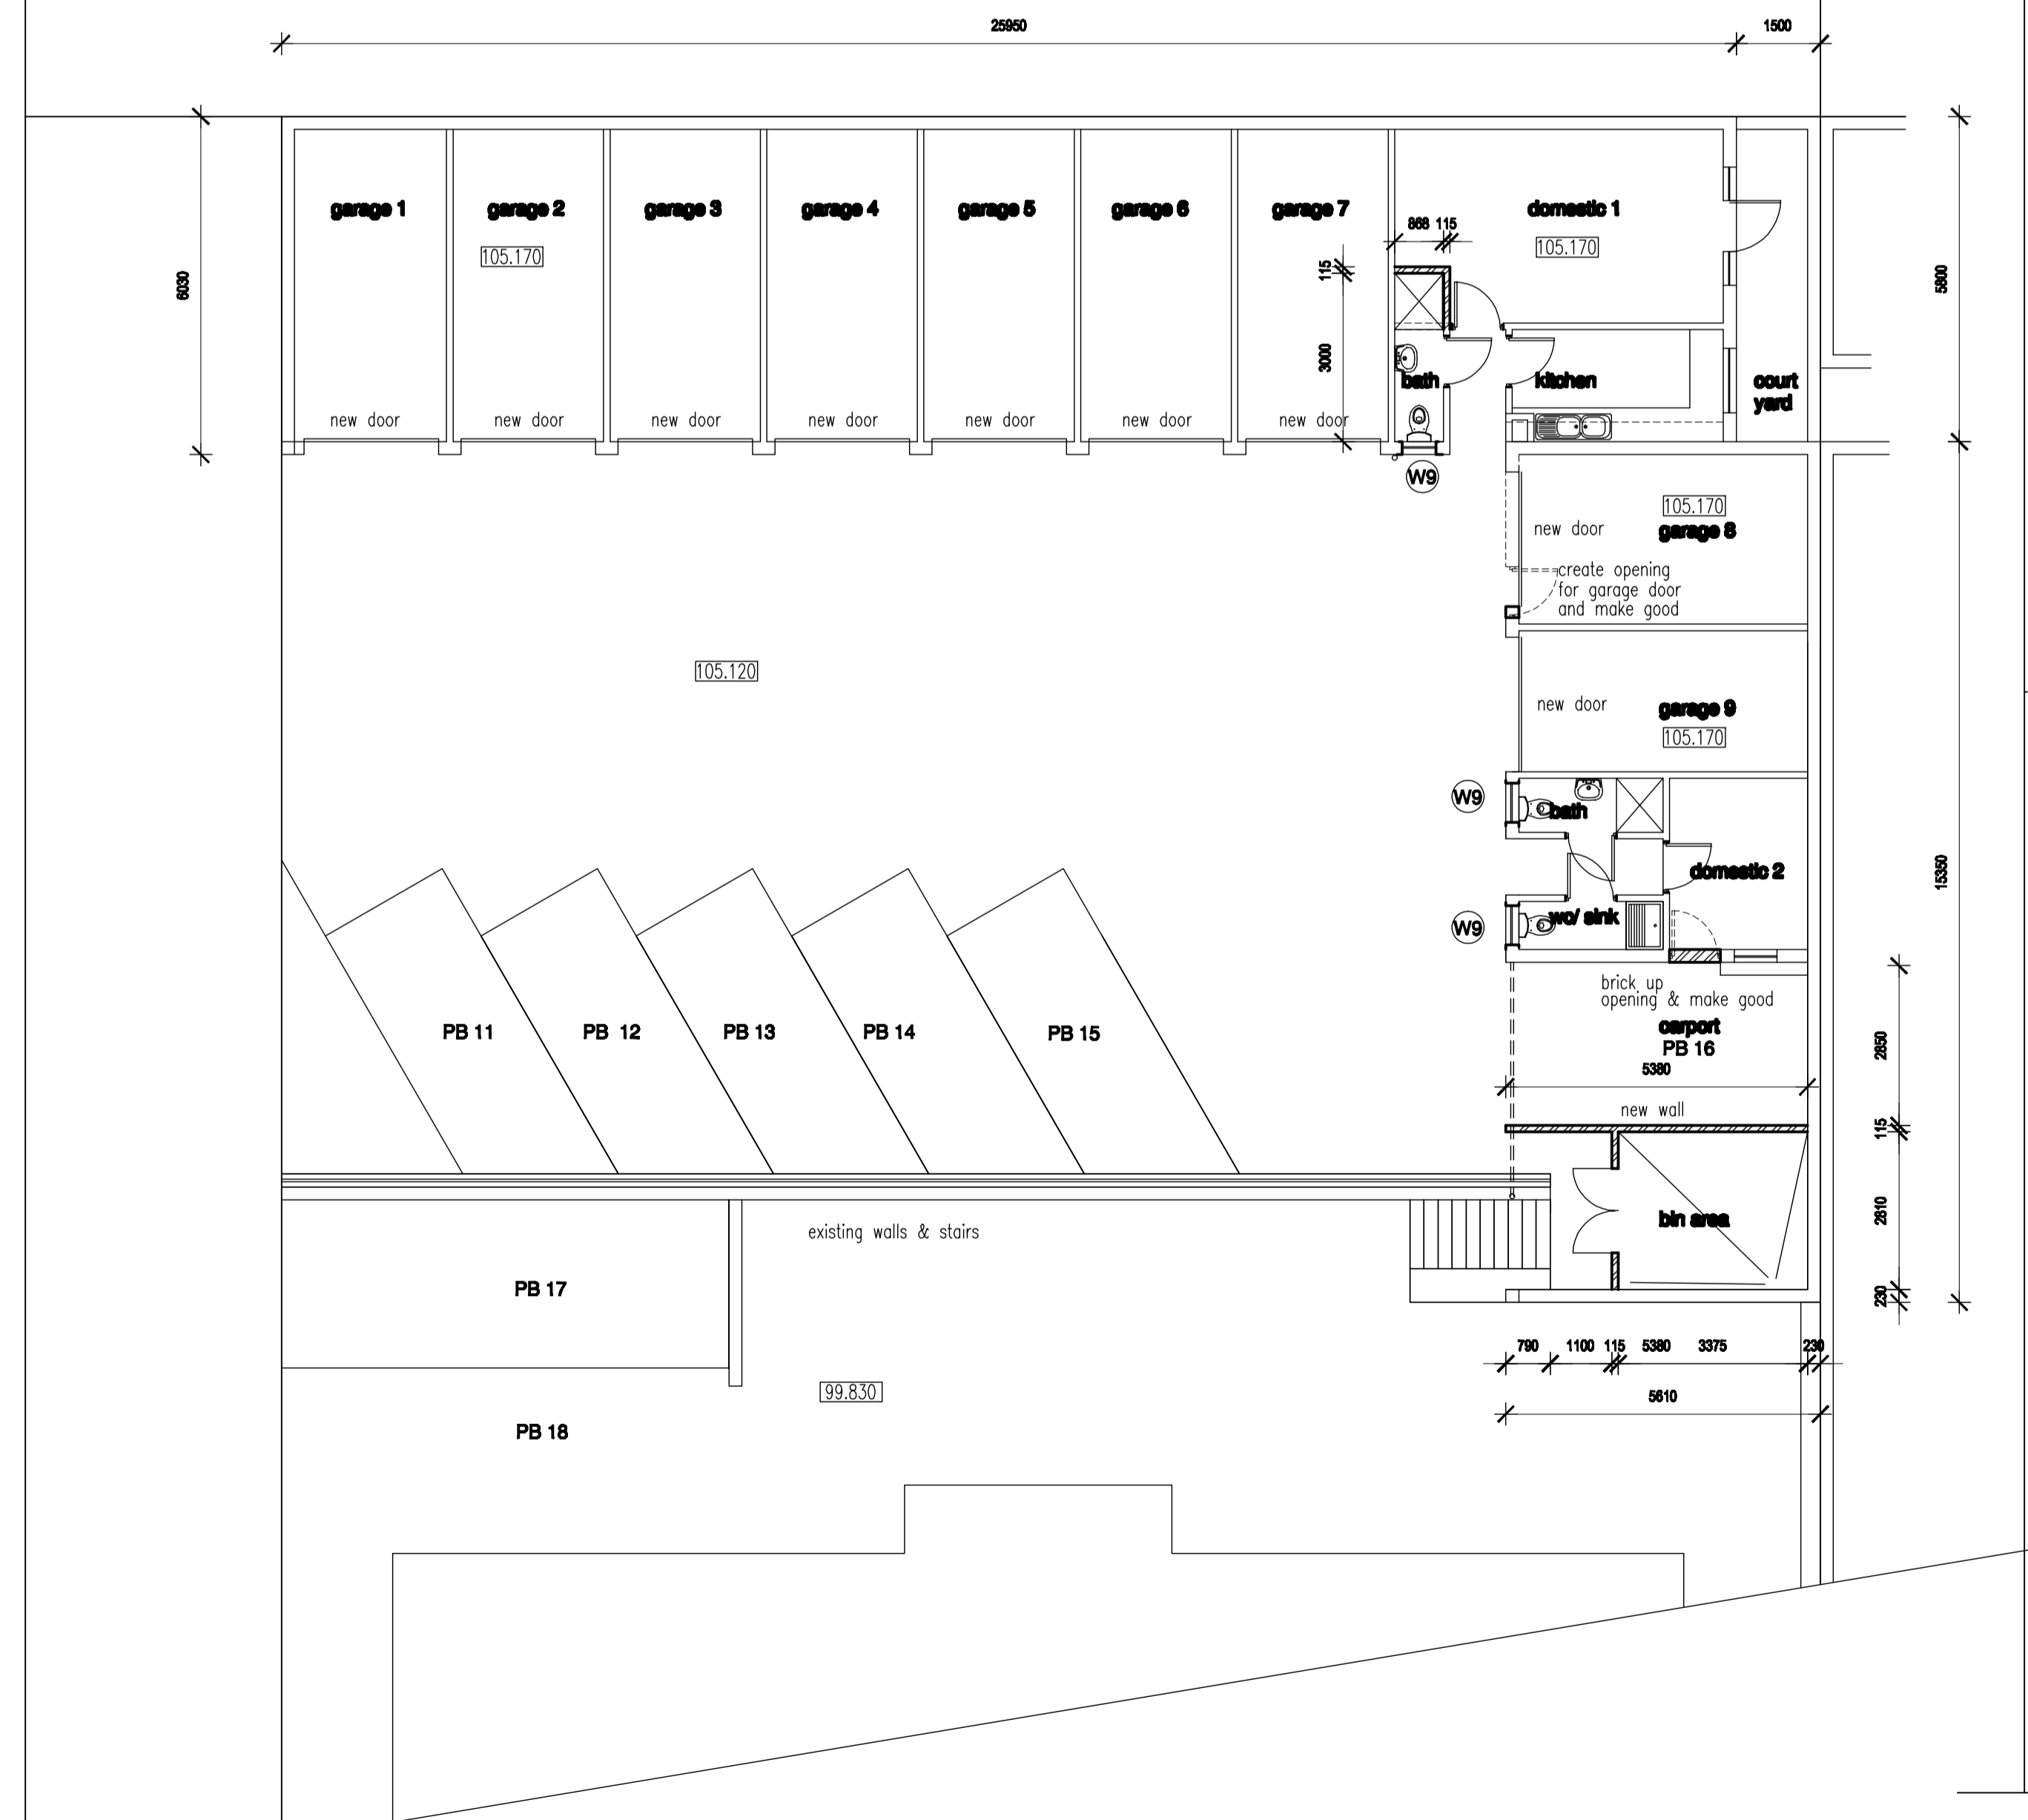 25950
1500
6030
5800
garage 1
garage 2
garage 3
garage 4
garage 5
garage 6
garage 7
domestic 1
105.170
105.170
868
115
115
3000
bath
kitchen
court
yard
new door
new door
new door
new door
new door
new door
new door
W9
105.170
garage 8
new door
create opening
for garage door
and make good
105.120
new door
garage 9
105.170
W9
bath
domestic 2
15350
W9
wc/ sink
brick up
opening & make good
carport
PB 16
5380
2850
new wall
115
PB 11
PB 12
PB 13
PB 14
PB 15
bin area
2810
existing walls & stairs
PB 17
230
790
1100
115
5380
3375
230
99.830
5610
PB 18